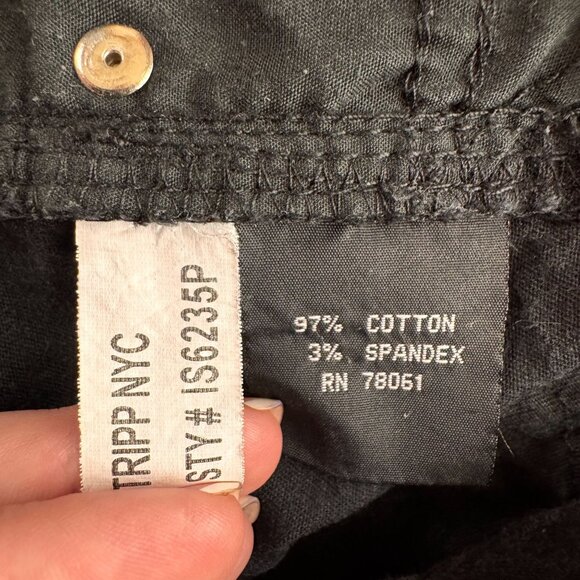 TRIPP NYC
STY# IS6235P
97% COTTON
3% SPANDEX
RN 78061